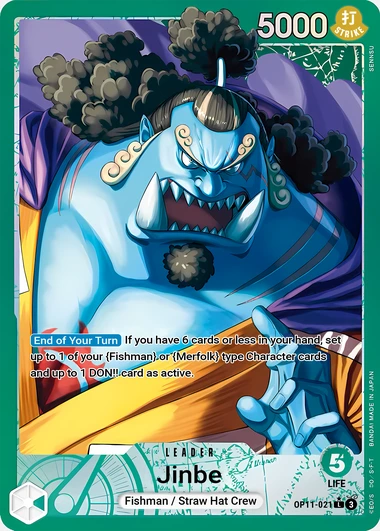 5000
打
STRIKE
SENNSU
End of Your Turn If you have 6 cards or less in your hand, set
up to 1 of your {Fishman} or {Merfolk} type Character cards
and up to 1 DON!! card as active.
LEADER
Jinbe
Fishman / Straw Hat Crew
5
LIFE
OP11-021 L 3
©E.O/S ©O. S-F-T BANDAI MADE IN JAPAN